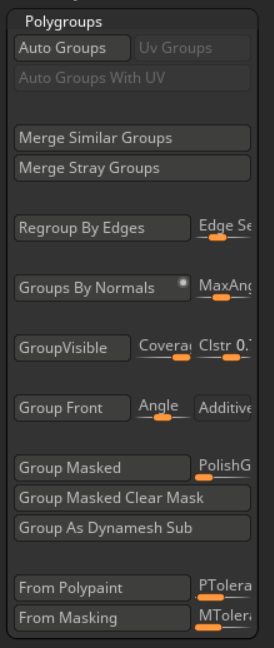 Polygroups
Auto Groups Uv Groups
Auto Groups With UV
Merge Similar Groups
Merge Stray Groups
Regroup By Edges Edge Se
Groups By Normals MaxAng
GroupVisible Coverag Clstr 0.
Group Front Angle Additive
Group Masked PolishG
Group Masked Clear Mask
Group As Dynamesh Sub
From Polypaint PTolera
From Masking MTolera